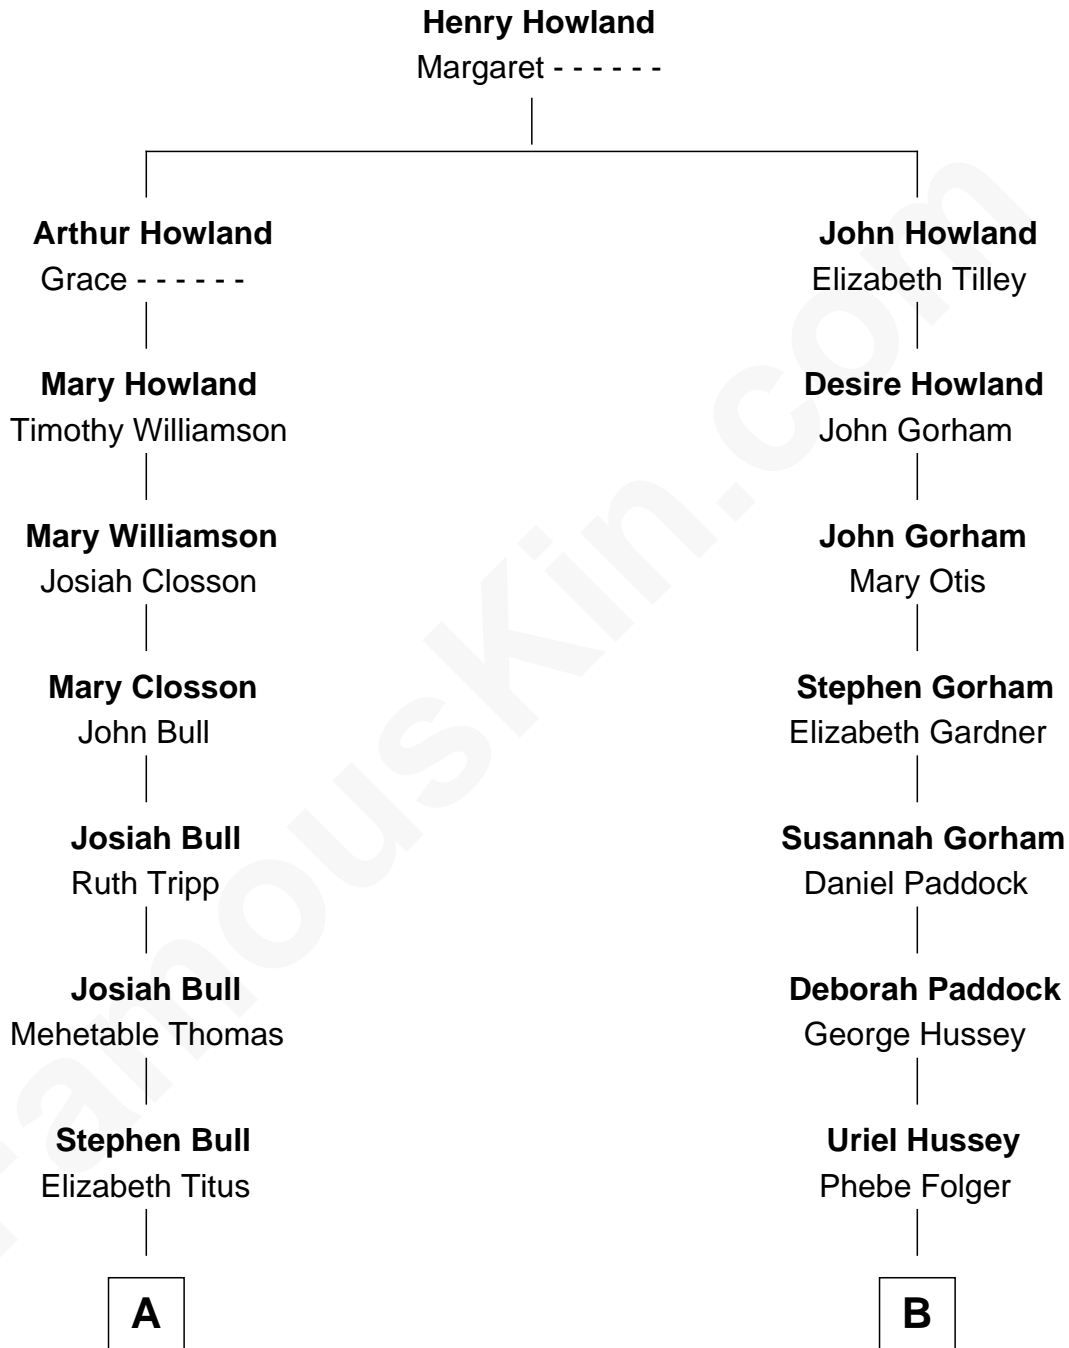 Henry Howland
Margaret - - - - - -
Arthur Howland
Grace - - - - - -
John Howland
Elizabeth Tilley
Mary Howland
Timothy Williamson
Desire Howland
John Gorham
Mary Williamson
Josiah Closson
John Gorham
Mary Otis
Mary Closson
John Bull
Stephen Gorham
Elizabeth Gardner
Josiah Bull
Ruth Tripp
Susannah Gorham
Daniel Paddock
Josiah Bull
Mehetable Thomas
Deborah Paddock
George Hussey
Stephen Bull
Elizabeth Titus
Uriel Hussey
Phebe Folger
A
B
FamousKin.com